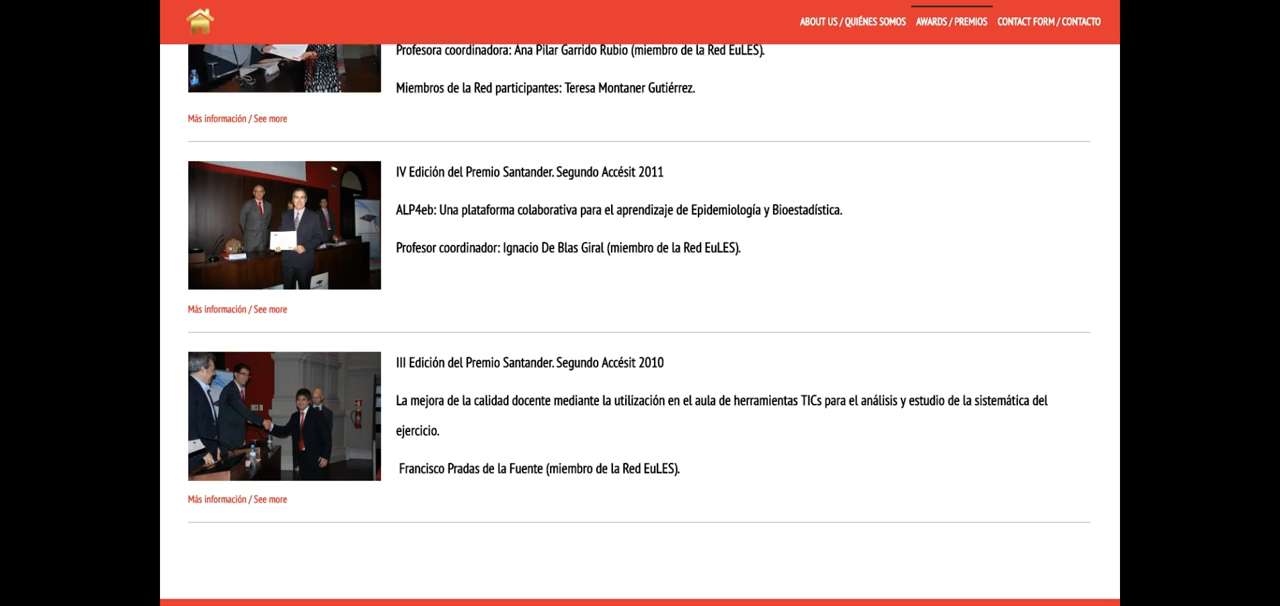 ABOUT US / QUIÉNES SOMOS AWARDS / PREMIOS CONTACT FORM / CONTACTO
Profesora coordinadora: Ana Pilar Garrido Rubio (miembro de la Red EuLES).
Miembros de la Red participantes: Teresa Montaner Gutiérrez.
Más información / See more
IV Edición del Premio Santander. Segundo Accésit 2011
ALP4eb: Una plataforma colaborativa para el aprendizaje de Epidemiología y Bioestadística.
Profesor coordinador: Ignacio De Blas Giral (miembro de la Red EuLES).
Más información / See more
III Edición del Premio Santander. Segundo Accésit 2010
La mejora de la calidad docente mediante la utilización en el aula de herramientas TICs para el análisis y estudio de la sistemática del
ejercicio.
Francisco Pradas de la Fuente (miembro de la Red EuLES).
Más información / See more